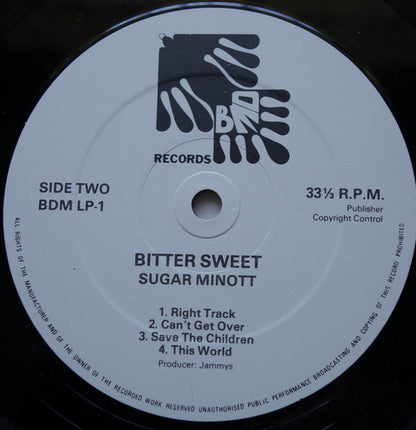 BDM
RECORDS
SIDE TWO
BDM LP-1
33⅓ R.P.M.
Publisher
Copyright Control
BITTER SWEET
SUGAR MINOTT
1. Right Track
2. Can't Get Over
3. Save The Children
4. This World
Producer: Jammys
ALL RIGHTS OF THE MANUFACTURER AND OF THE OWNER OF THE RECORDED WORK RESERVED UNAUTHORISED PUBLIC PERFORMANCE BROADCASTING AND COPYING OF THIS RECORD PROHIBITED